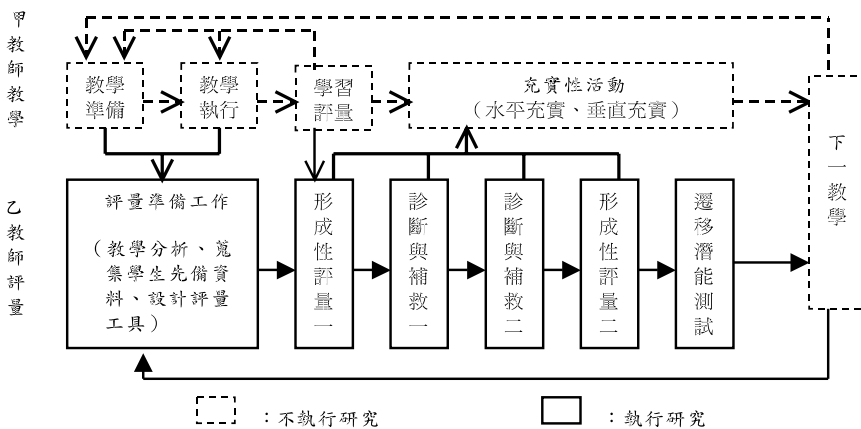 甲教師教學
教學
準備
教學
執行
學習
評量
充實性活動
（水平充實、垂直充實）
下一教學
乙教師評量
評量準備工作
（教學分析、蒐
集學生先備資
料、設計評量
工具）
形成性評量一
診斷與補救一
診斷與補救二
形成性評量二
遷移潛能測試
：不執行研究
：執行研究